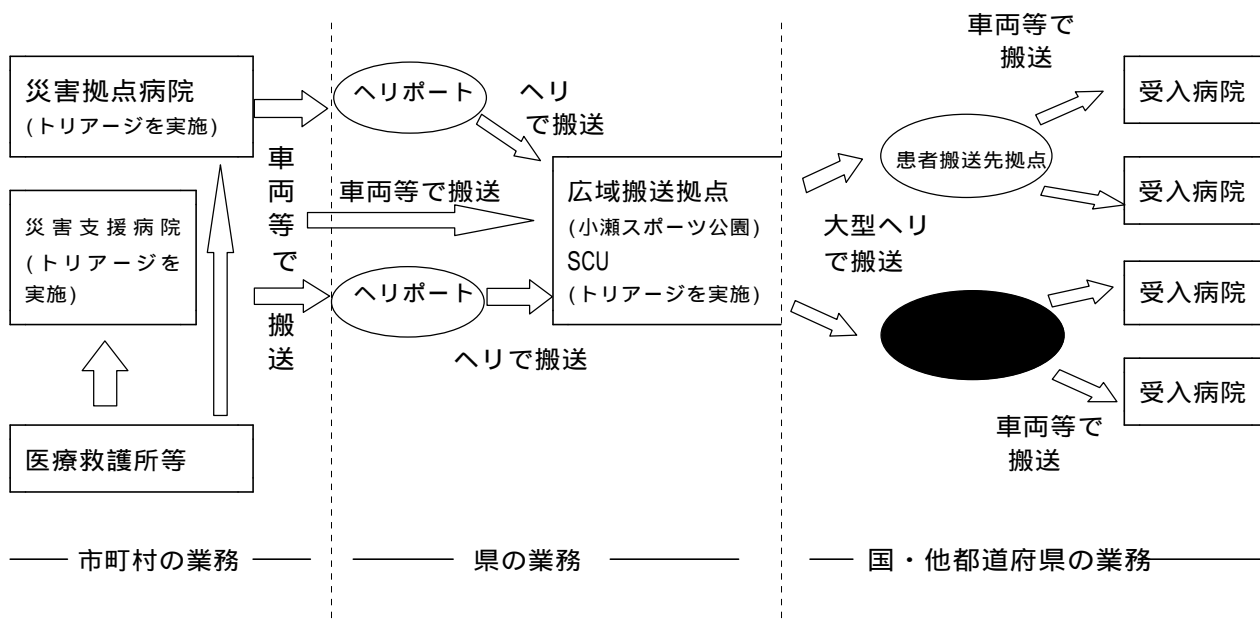 災害拠点病院
(トリアージを実施)
災害支援病院
(トリアージを
実施)
医療救護所等
車両等で搬送
ヘリポート
ヘリ
で搬送
車両等で搬送
ヘリポート
ヘリで搬送
広域搬送拠点
(小瀬スポーツ公園)
SCU
(トリアージを実施)
大型ヘリ
で搬送
患者搬送先拠点
車両等で
搬送
受入病院
受入病院
受入病院
受入病院
車両等で
搬送
市町村の業務
県の業務
国・他都道府県の業務